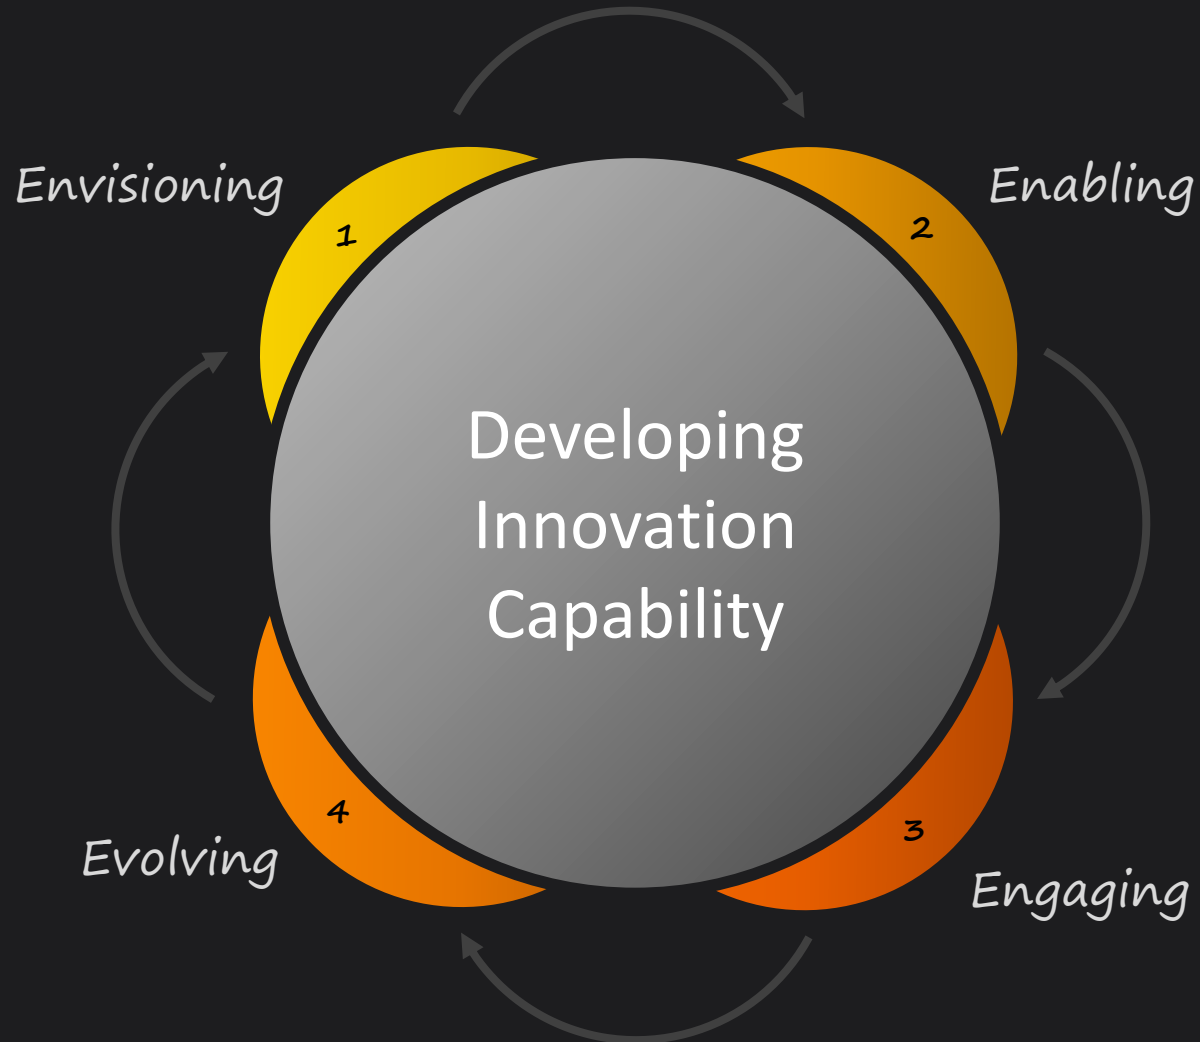 Envisioning
1
Enabling
2
Developing
Innovation
Capability
Evolving
4
Engaging
3